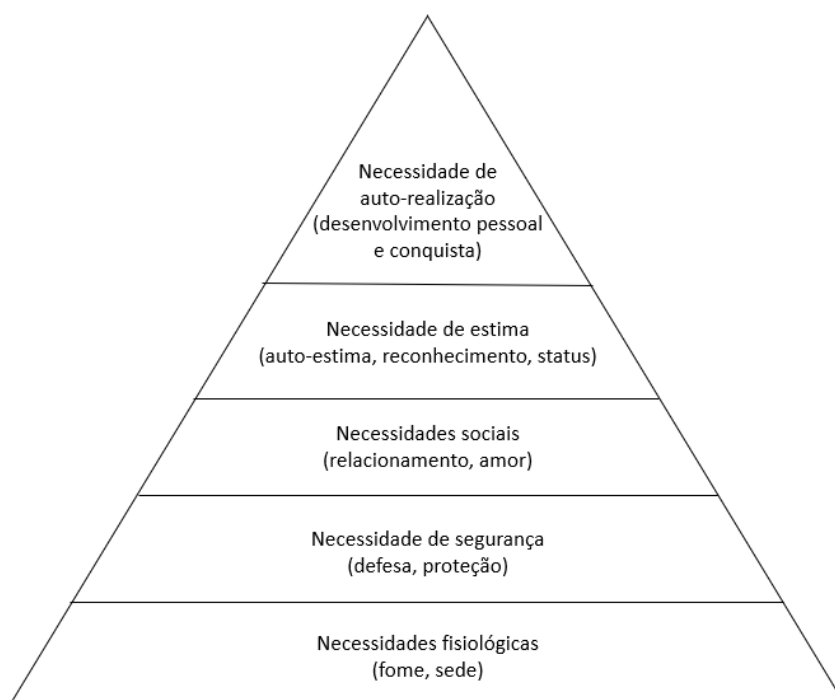 Necessidade de
auto-realização
(desenvolvimento pessoal
e conquista)
Necessidade de estima
(auto-estima, reconhecimento, status)
Necessidades sociais
(relacionamento, amor)
Necessidade de segurança
(defesa, proteção)
Necessidades fisiológicas
(fome, sede)